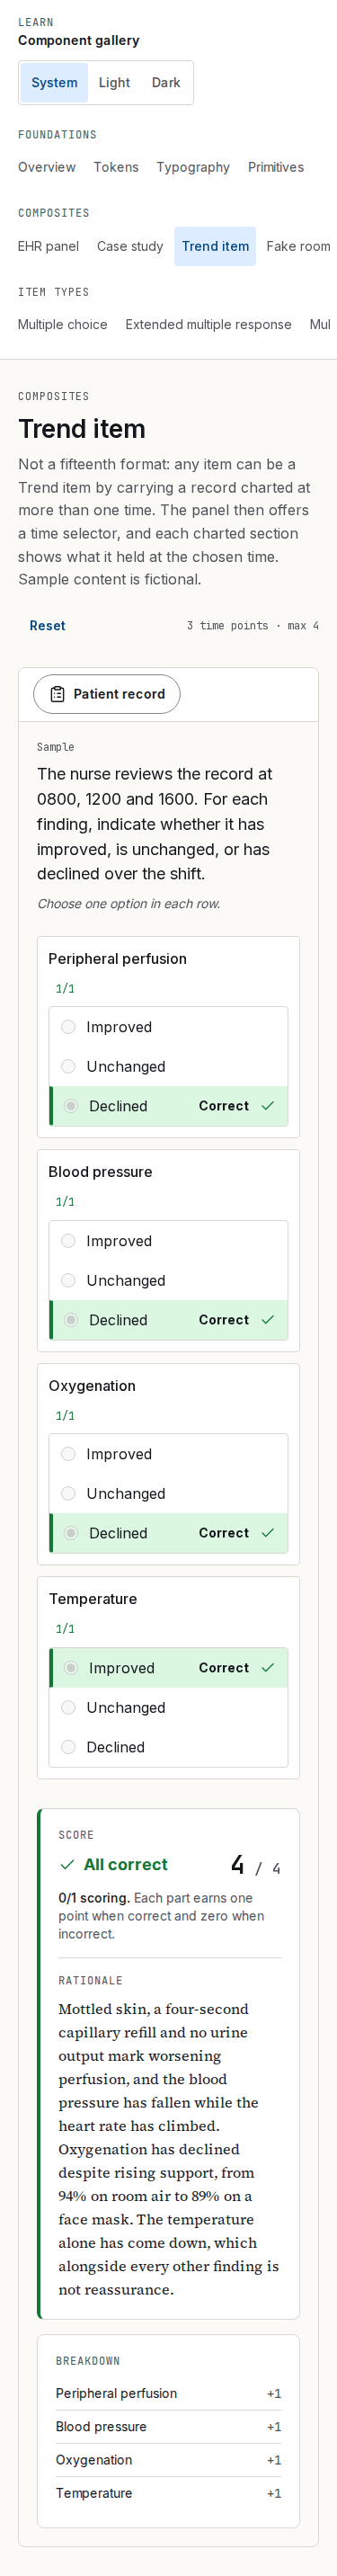 LEARN
Component gallery
System Light Dark
FOUNDATIONS
Overview Tokens Typography Primitives
COMPOSITES
EHR panel Case study Trend item Fake room
ITEM TYPES
Multiple choice Extended multiple response Mul
COMPOSITES
Trend item
Not a fifteenth format: any item can be a
Trend item by carrying a record charted at
more than one time. The panel then offers
a time selector, and each charted section
shows what it held at the chosen time.
Sample content is fictional.
Reset 3 time points · max 4
Patient record
Sample
The nurse reviews the record at
0800, 1200 and 1600. For each
finding, indicate whether it has
improved, is unchanged, or has
declined over the shift.
Choose one option in each row.
Peripheral perfusion
1/1
Improved
Unchanged
Declined Correct
Blood pressure
1/1
Improved
Unchanged
Declined Correct
Oxygenation
1/1
Improved
Unchanged
Declined Correct
Temperature
1/1
Improved Correct
Unchanged
Declined
SCORE
All correct 4 / 4
0/1 scoring. Each part earns one
point when correct and zero when
incorrect.
RATIONALE
Mottled skin, a four-second
capillary refill and no urine
output mark worsening
perfusion, and the blood
pressure has fallen while the
heart rate has climbed.
Oxygenation has declined
despite rising support, from
94% on room air to 89% on a
face mask. The temperature
alone has come down, which
alongside every other finding is
not reassurance.
BREAKDOWN
Peripheral perfusion +1
Blood pressure +1
Oxygenation +1
Temperature +1